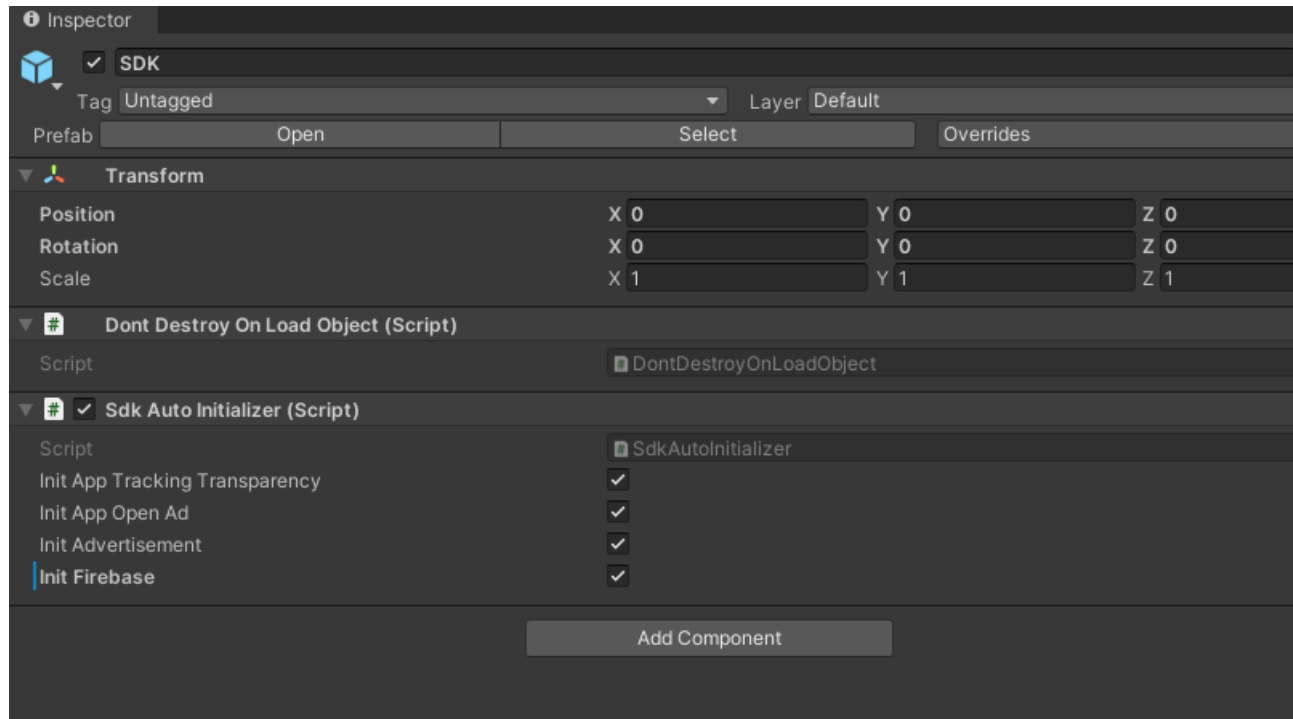 Inspector
SDK
Tag Untagged Layer Default
Prefab Open Select Overrides
Transform
Position X 0 Y 0 Z 0
Rotation X 0 Y 0 Z 0
Scale X 1 Y 1 Z 1
# Dont Destroy On Load Object (Script)
Script # DontDestroyOnLoadObject
# Sdk Auto Initializer (Script)
Script # SdkAutoInitializer
Init App Tracking Transparency
Init App Open Ad
Init Advertisement
Init Firebase
Add Component